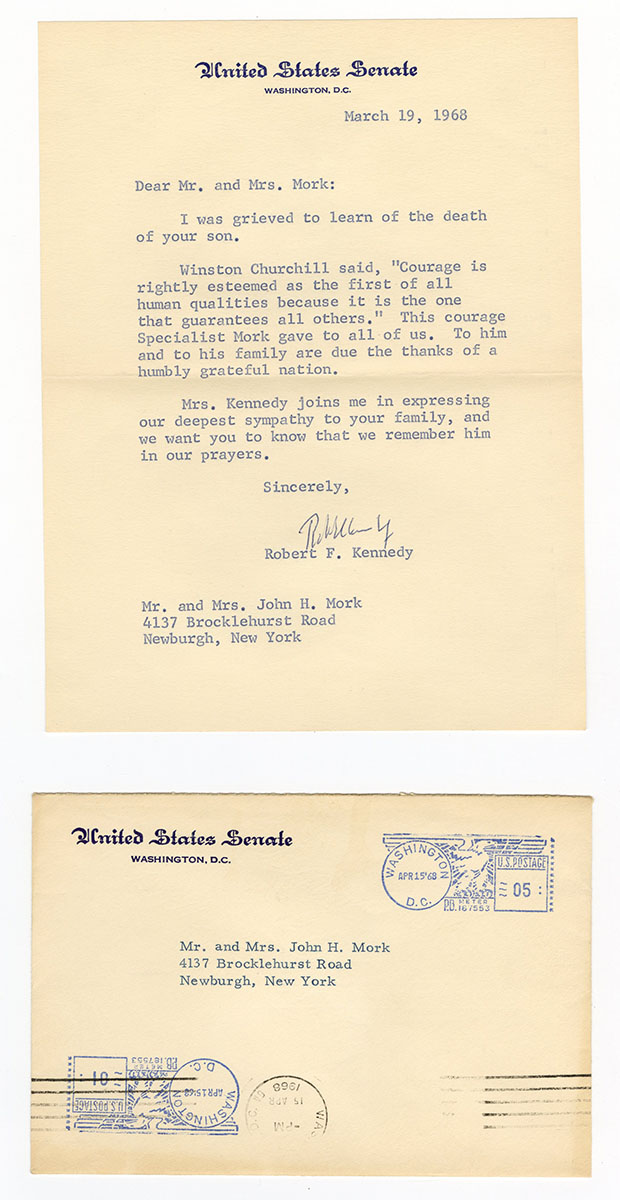 United States Senate
WASHINGTON, D.C.
March 19, 1968
Dear Mr. and Mrs. Mork:
I was grieved to learn of the death
of your son.
Winston Churchill said, "Courage is
rightly esteemed as the first of all
human qualities because it is the one
that guarantees all others." This courage
Specialist Mork gave to all of us. To him
and to his family are due the thanks of a
humbly grateful nation.
Mrs. Kennedy joins me in expressing
our deepest sympathy to your family, and
we want you to know that we remember him
in our prayers.
Sincerely,
Robert F. Kennedy
Mr. and Mrs. John H. Mork
4137 Brocklehurst Road
Newburgh, New York
United States Senate
WASHINGTON, D.C.
WASHINGTON
APR 15'68
D.C.
U.S. POSTAGE
05
P.B. METER
167553
Mr. and Mrs. John H. Mork
4137 Brocklehurst Road
Newburgh, New York
WASHINGTON
APR 15'68
D.C.
U.S. POSTAGE
01
P.B. METER
WA
PM
15 APR
1968